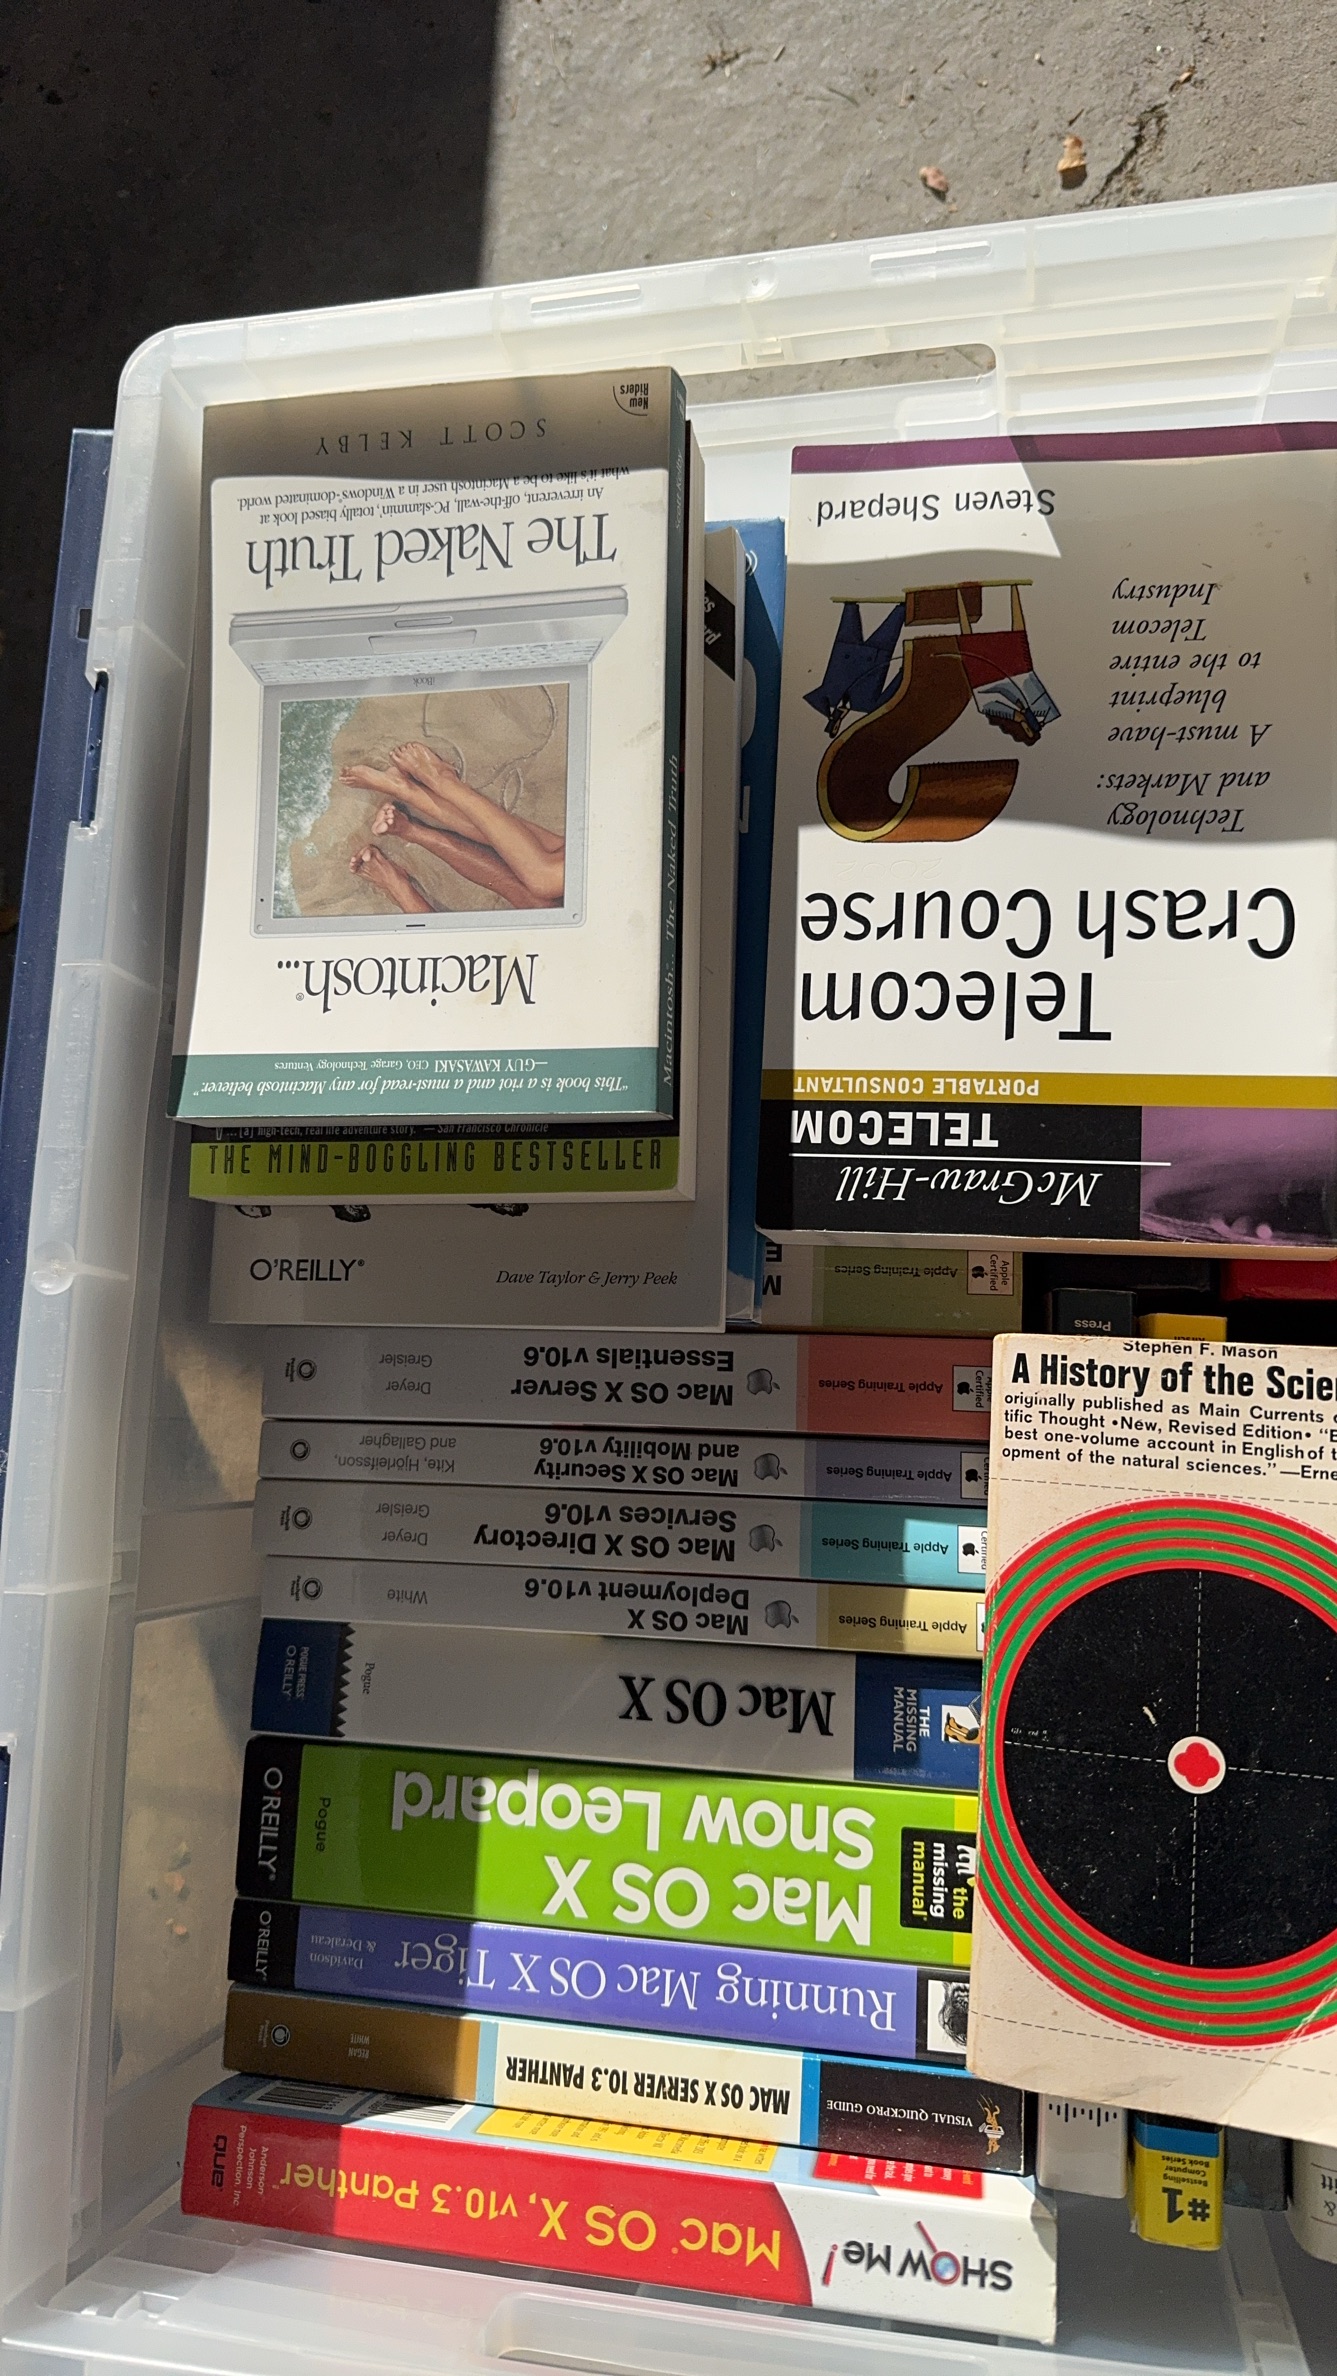 "This book is a riot and a must-read for any Macintosh believer."
—GUY KAWASAKI CEO, Garage Technology Ventures
Macintosh®...
iBook
The Naked Truth
An irreverent, off-the-wall, PC-slammin', totally biased look at
what it's like to be a Macintosh user in a Windows®-dominated world.
SCOTT KELBY
New
Riders
Macintosh... The Naked Truth
Scott Kelby
... [a] high-tech, real life adventure story. — San Francisco Chronicle
THE MIND-BOGGLING BESTSELLER
O'REILLY®
Dave Taylor & Jerry Peek
McGraw-Hill
TELECOM
PORTABLE CONSULTANT
Telecom
Crash Course
Technology
and Markets:
A must-have
blueprint
to the entire
Telecom
Industry
Steven Shepard
Apple Training Series
Apple
Certified
Press
Apple Training Series
Certified
Mac OS X Server
Essentials v10.6
Dreyer
Greisler
Apple Training Series
Mac OS X Security
and Mobility v10.6
Kite, Hjörleifsson,
and Gallagher
Apple Training Series
Certified
Mac OS X Directory
Services v10.6
Dreyer
Greisler
Apple Training Series
Mac OS X
Deployment v10.6
White
THE
MISSING
MANUAL
Mac OS X
Pogue
POGUE PRESS
O'REILLY
the
missing
manual®
Mac OS X
Snow Leopard
Pogue
O'REILLY®
Running Mac OS X Tiger
Davidson
& Deraleau
O'REILLY
VISUAL QUICKPRO GUIDE
MAC OS X SERVER 10.3 PANTHER
REGAN
WHITE
SHOW ME!
Mac® OS X, v10.3 Panther™
Anderson
Johnson
Perspection, Inc.
que
Stephen F. Mason
A History of the Scie
originally published as Main Currents
tific Thought •New, Revised Edition• "
best one-volume account in English of
opment of the natural sciences." —Erne
#1
Bestselling
Computer
Book Series